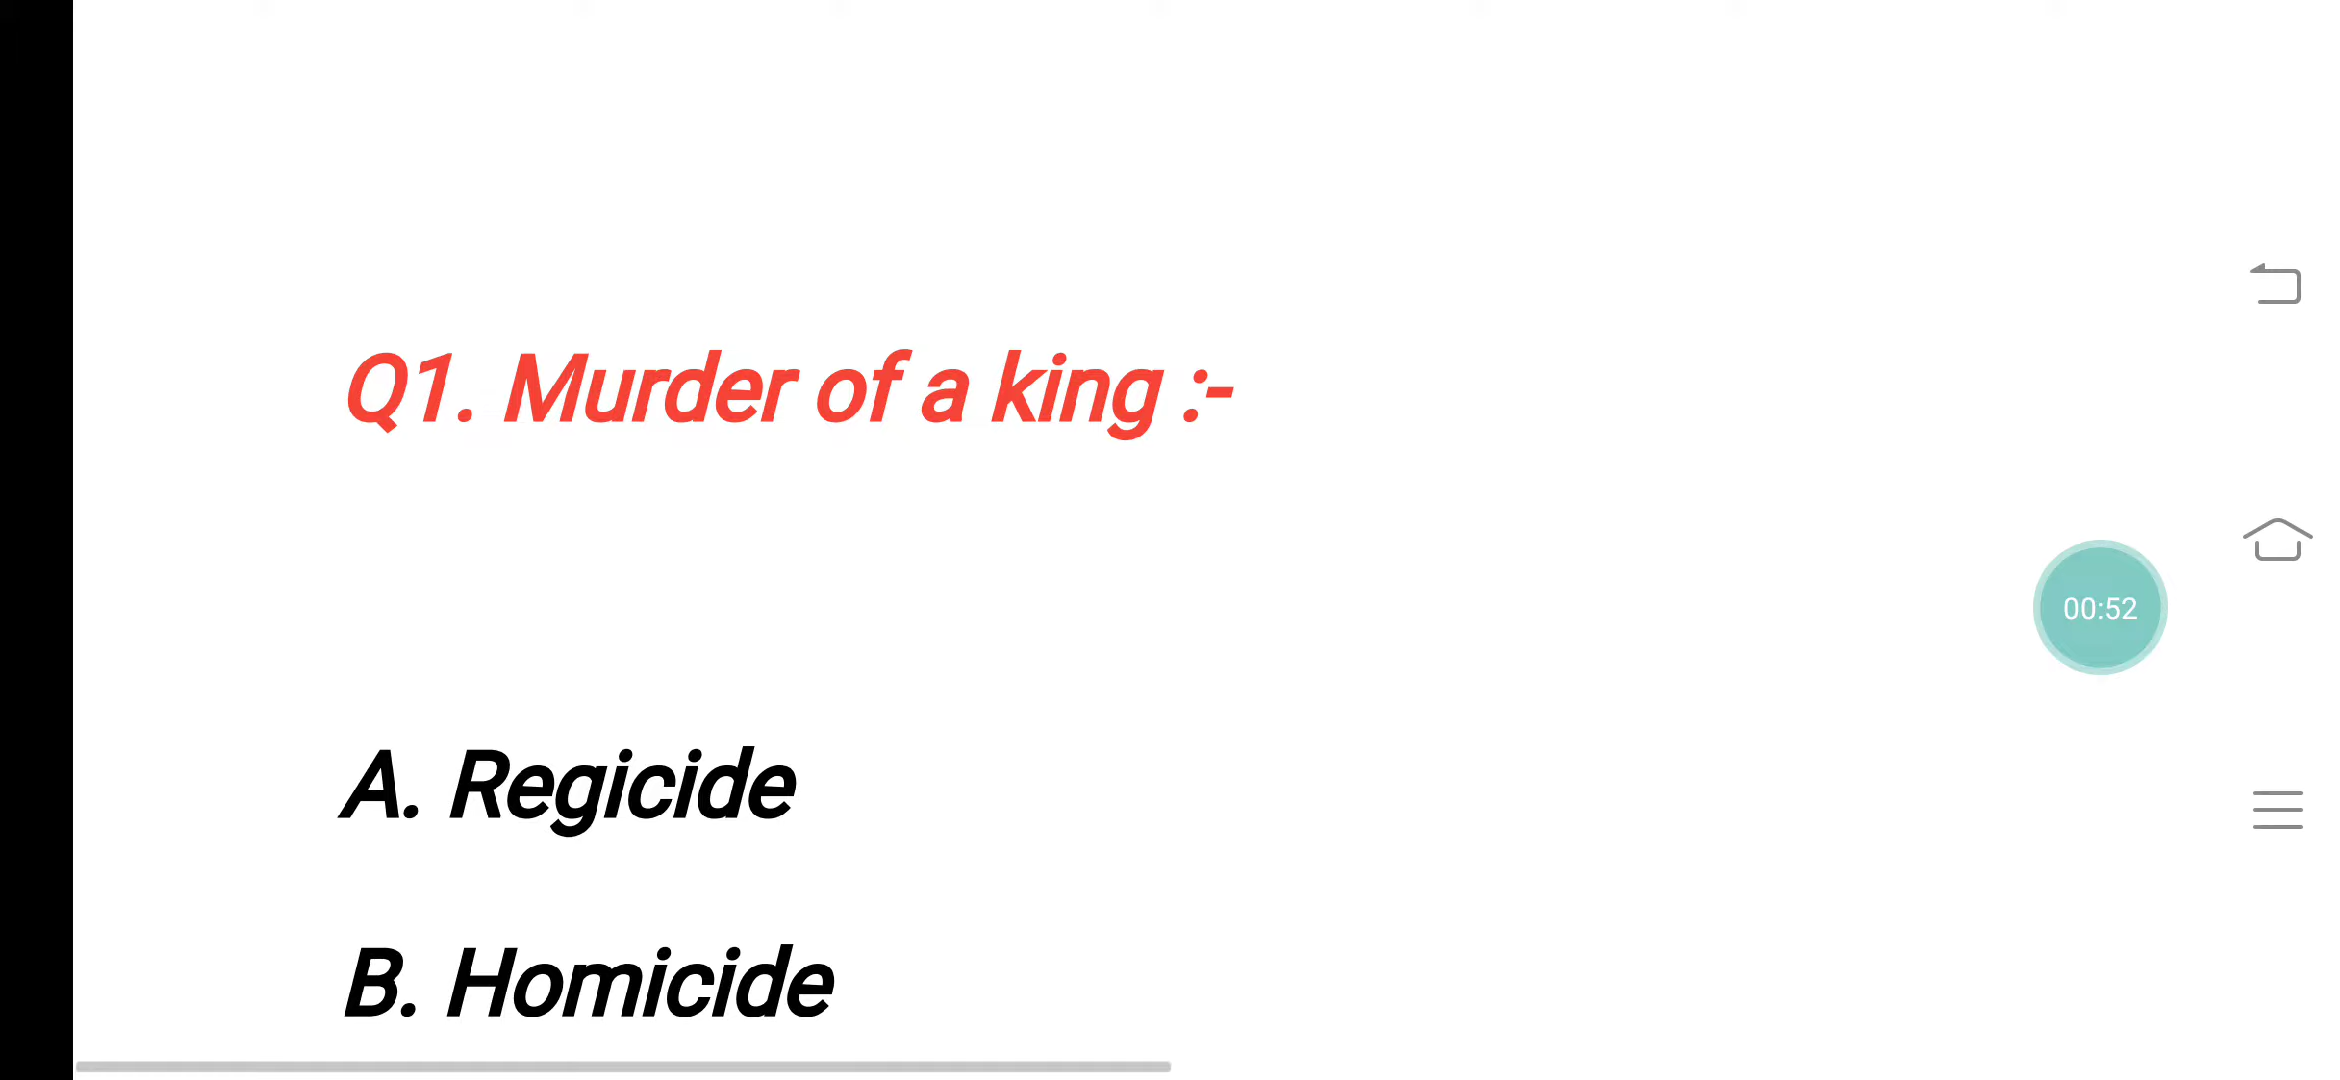 Q1. Murder of a king :-
00:52
A. Regicide
B. Homicide